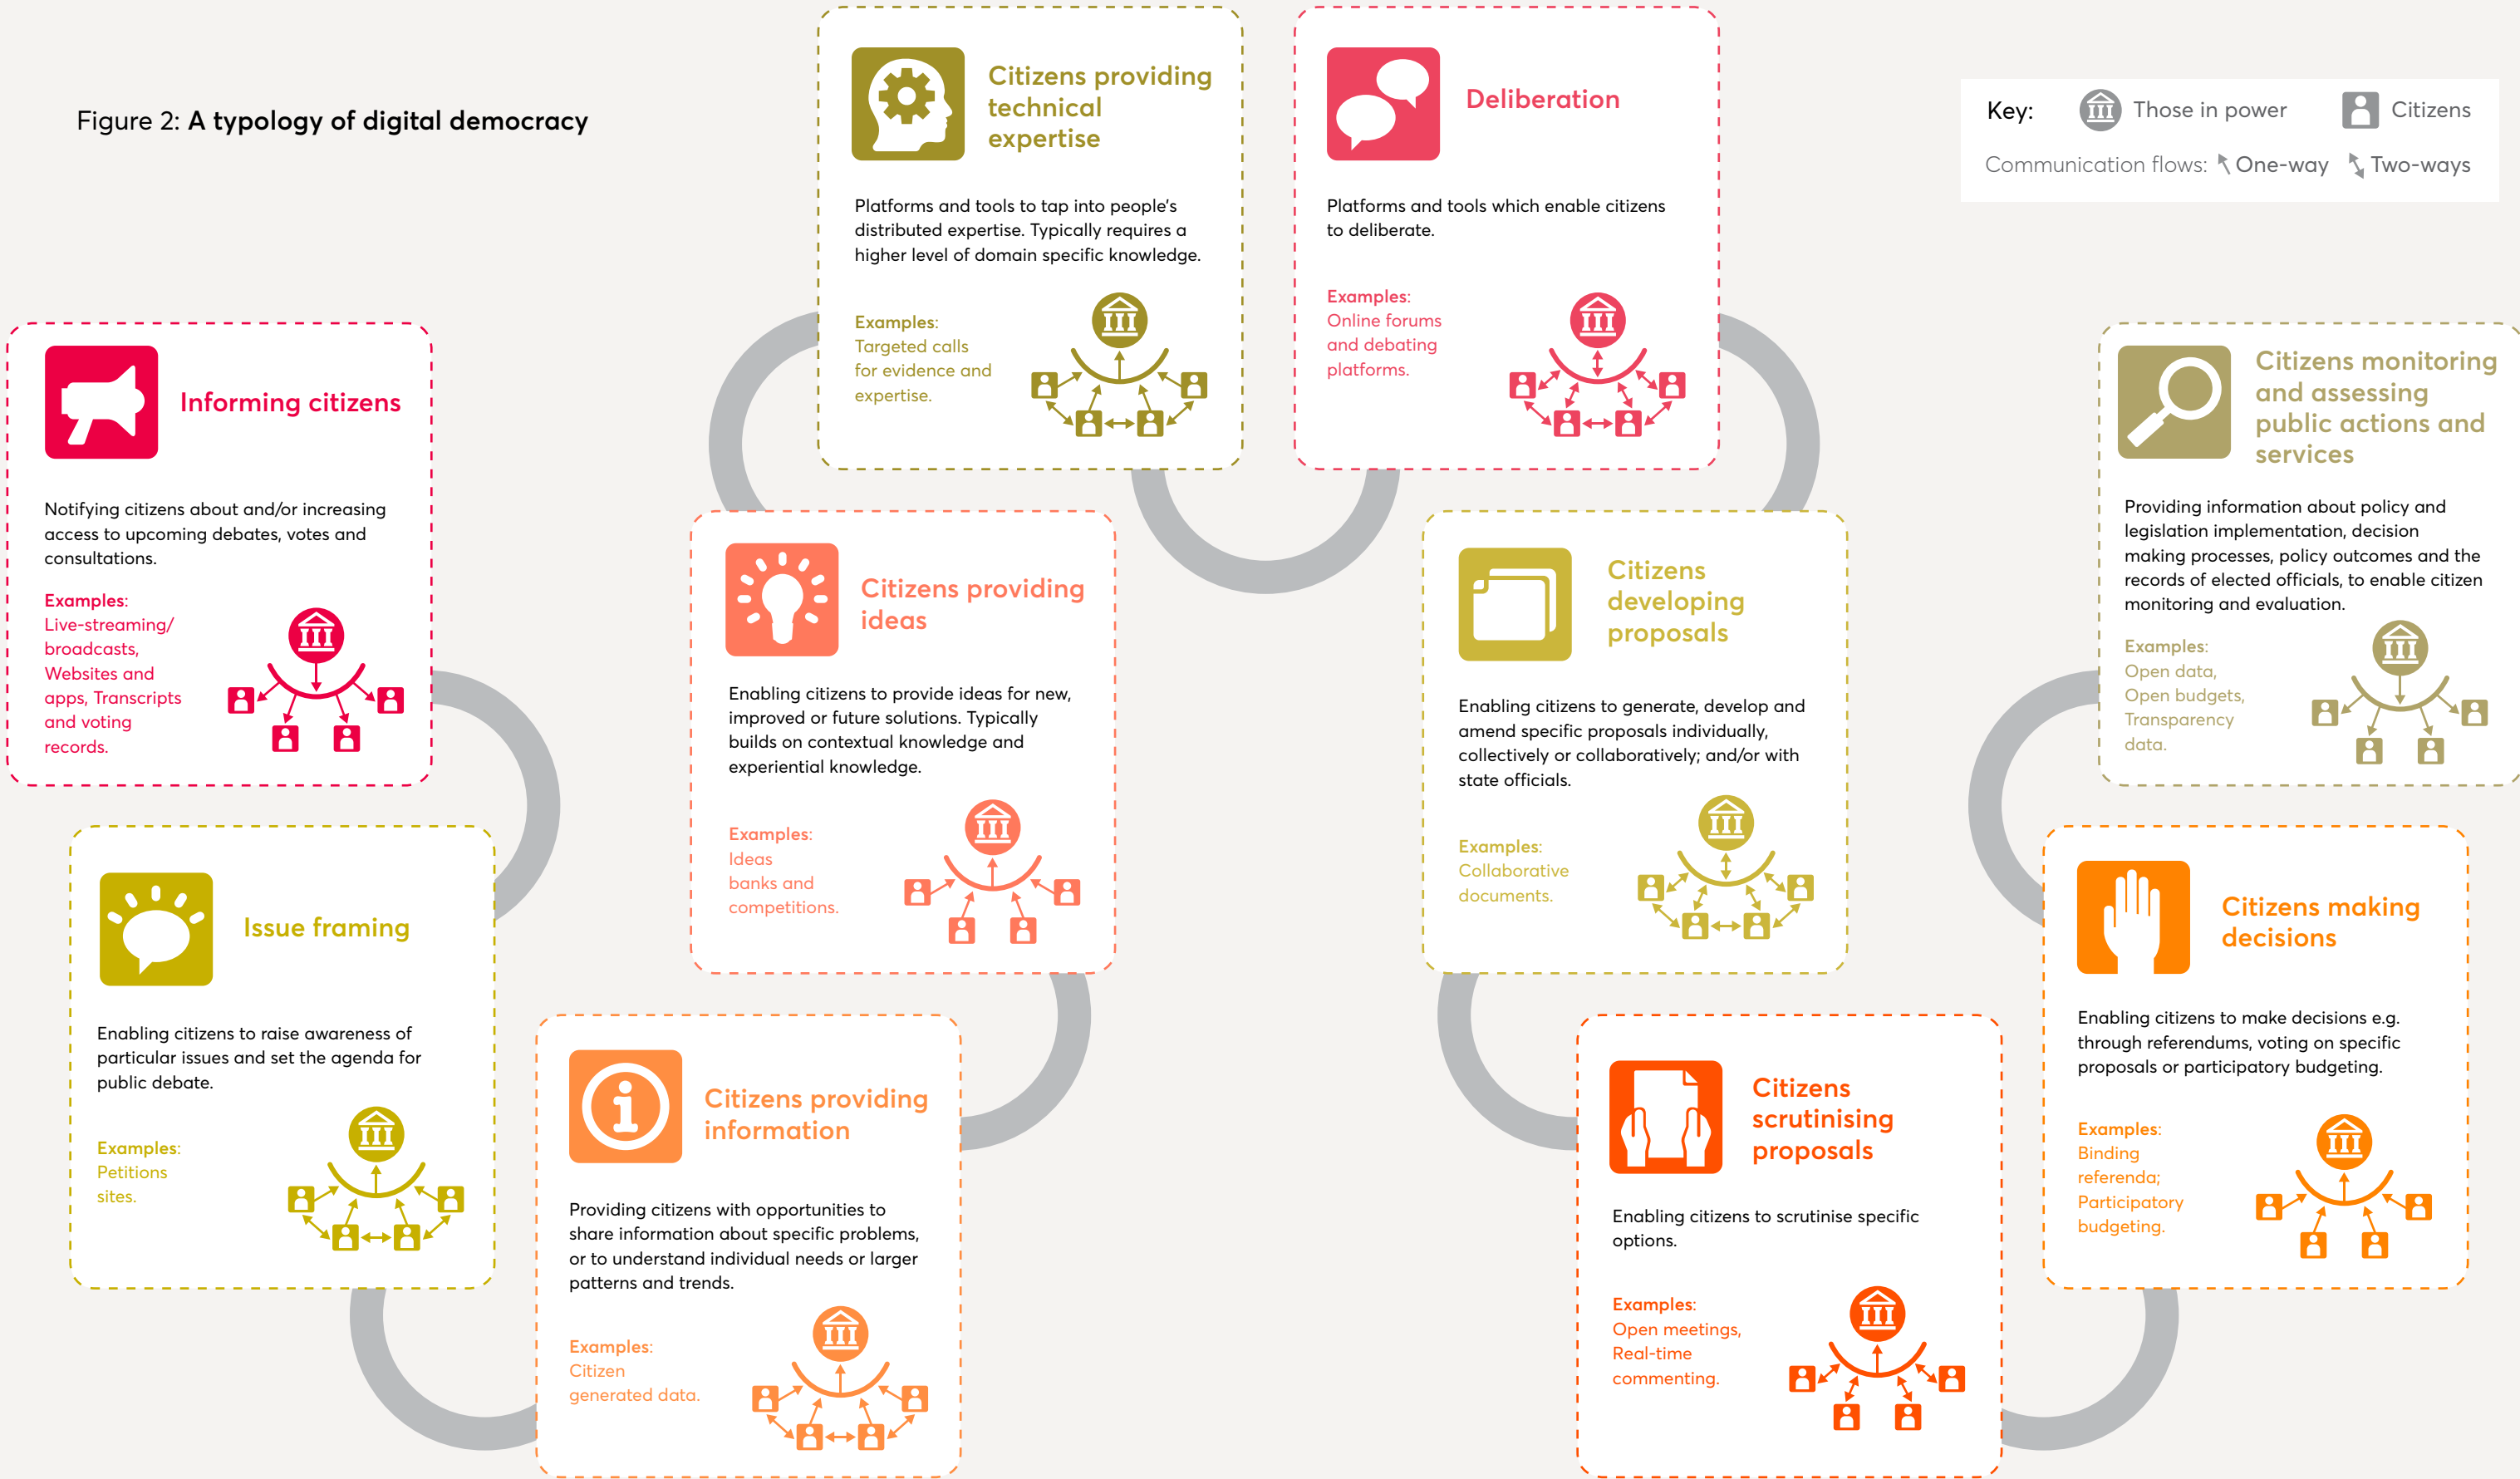 Figure 2: A typology of digital democracy
Key:
Those in power
Citizens
Communication flows:
One-way
Two-ways
Informing citizens
Notifying citizens about and/or increasing
access to upcoming debates, votes and
consultations.
Examples:
Live-streaming/
broadcasts,
Websites and
apps, Transcripts
and voting
records.
Issue framing
Enabling citizens to raise awareness of
particular issues and set the agenda for
public debate.
Examples:
Petitions
sites.
Citizens providing
information
Providing citizens with opportunities to
share information about specific problems,
or to understand individual needs or larger
patterns and trends.
Examples:
Citizen
generated data.
Citizens providing
ideas
Enabling citizens to provide ideas for new,
improved or future solutions. Typically
builds on contextual knowledge and
experiential knowledge.
Examples:
Ideas
banks and
competitions.
Citizens providing
technical
expertise
Platforms and tools to tap into people's
distributed expertise. Typically requires a
higher level of domain specific knowledge.
Examples:
Targeted calls
for evidence and
expertise.
Deliberation
Platforms and tools which enable citizens
to deliberate.
Examples:
Online forums
and debating
platforms.
Citizens
developing
proposals
Enabling citizens to generate, develop and
amend specific proposals individually,
collectively or collaboratively; and/or with
state officials.
Examples:
Collaborative
documents.
Citizens
scrutinising
proposals
Enabling citizens to scrutinise specific
options.
Examples:
Open meetings,
Real-time
commenting.
Citizens making
decisions
Enabling citizens to make decisions e.g.
through referendums, voting on specific
proposals or participatory budgeting.
Examples:
Binding
referenda;
Participatory
budgeting.
Citizens monitoring
and assessing
public actions and
services
Providing information about policy and
legislation implementation, decision
making processes, policy outcomes and the
records of elected officials, to enable citizen
monitoring and evaluation.
Examples:
Open data,
Open budgets,
Transparency
data.